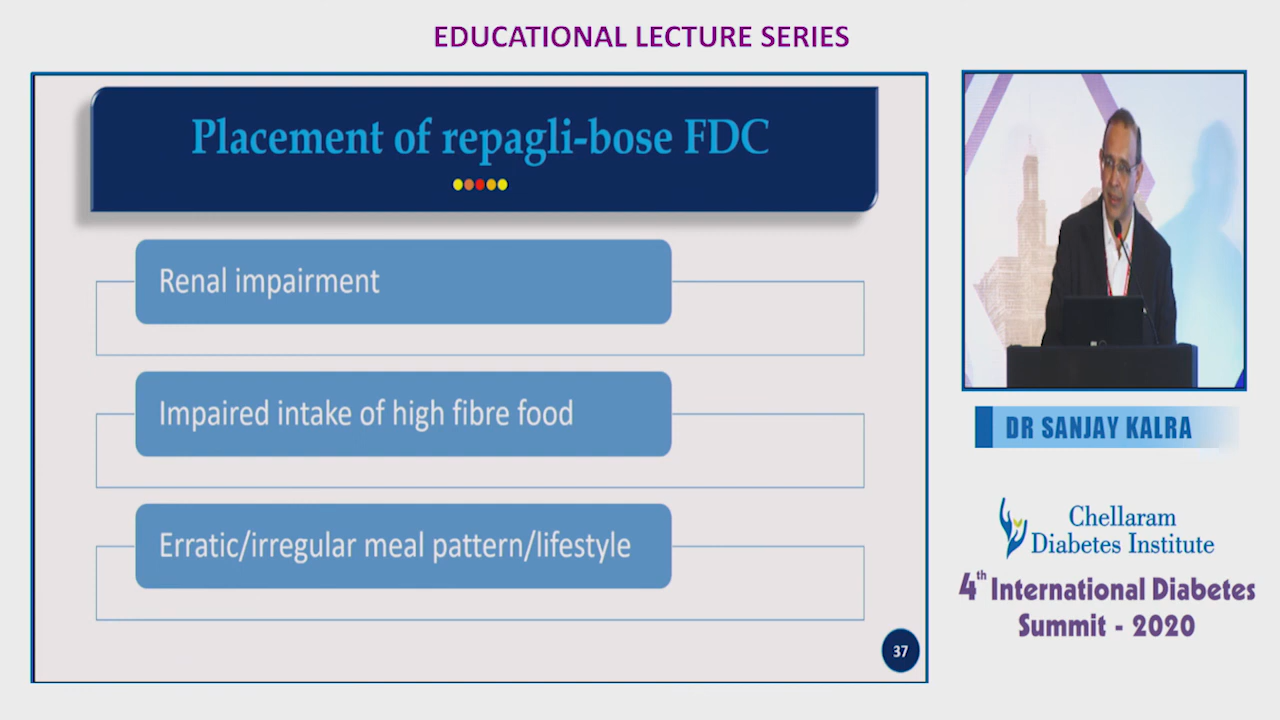 EDUCATIONAL LECTURE SERIES
Placement of repagli-bose FDC
Renal impairment
Impaired intake of high fibre food
Erratic/irregular meal pattern/lifestyle
37
DR SANJAY KALRA
Chellaram
Diabetes Institute
4th International Diabetes
Summit - 2020